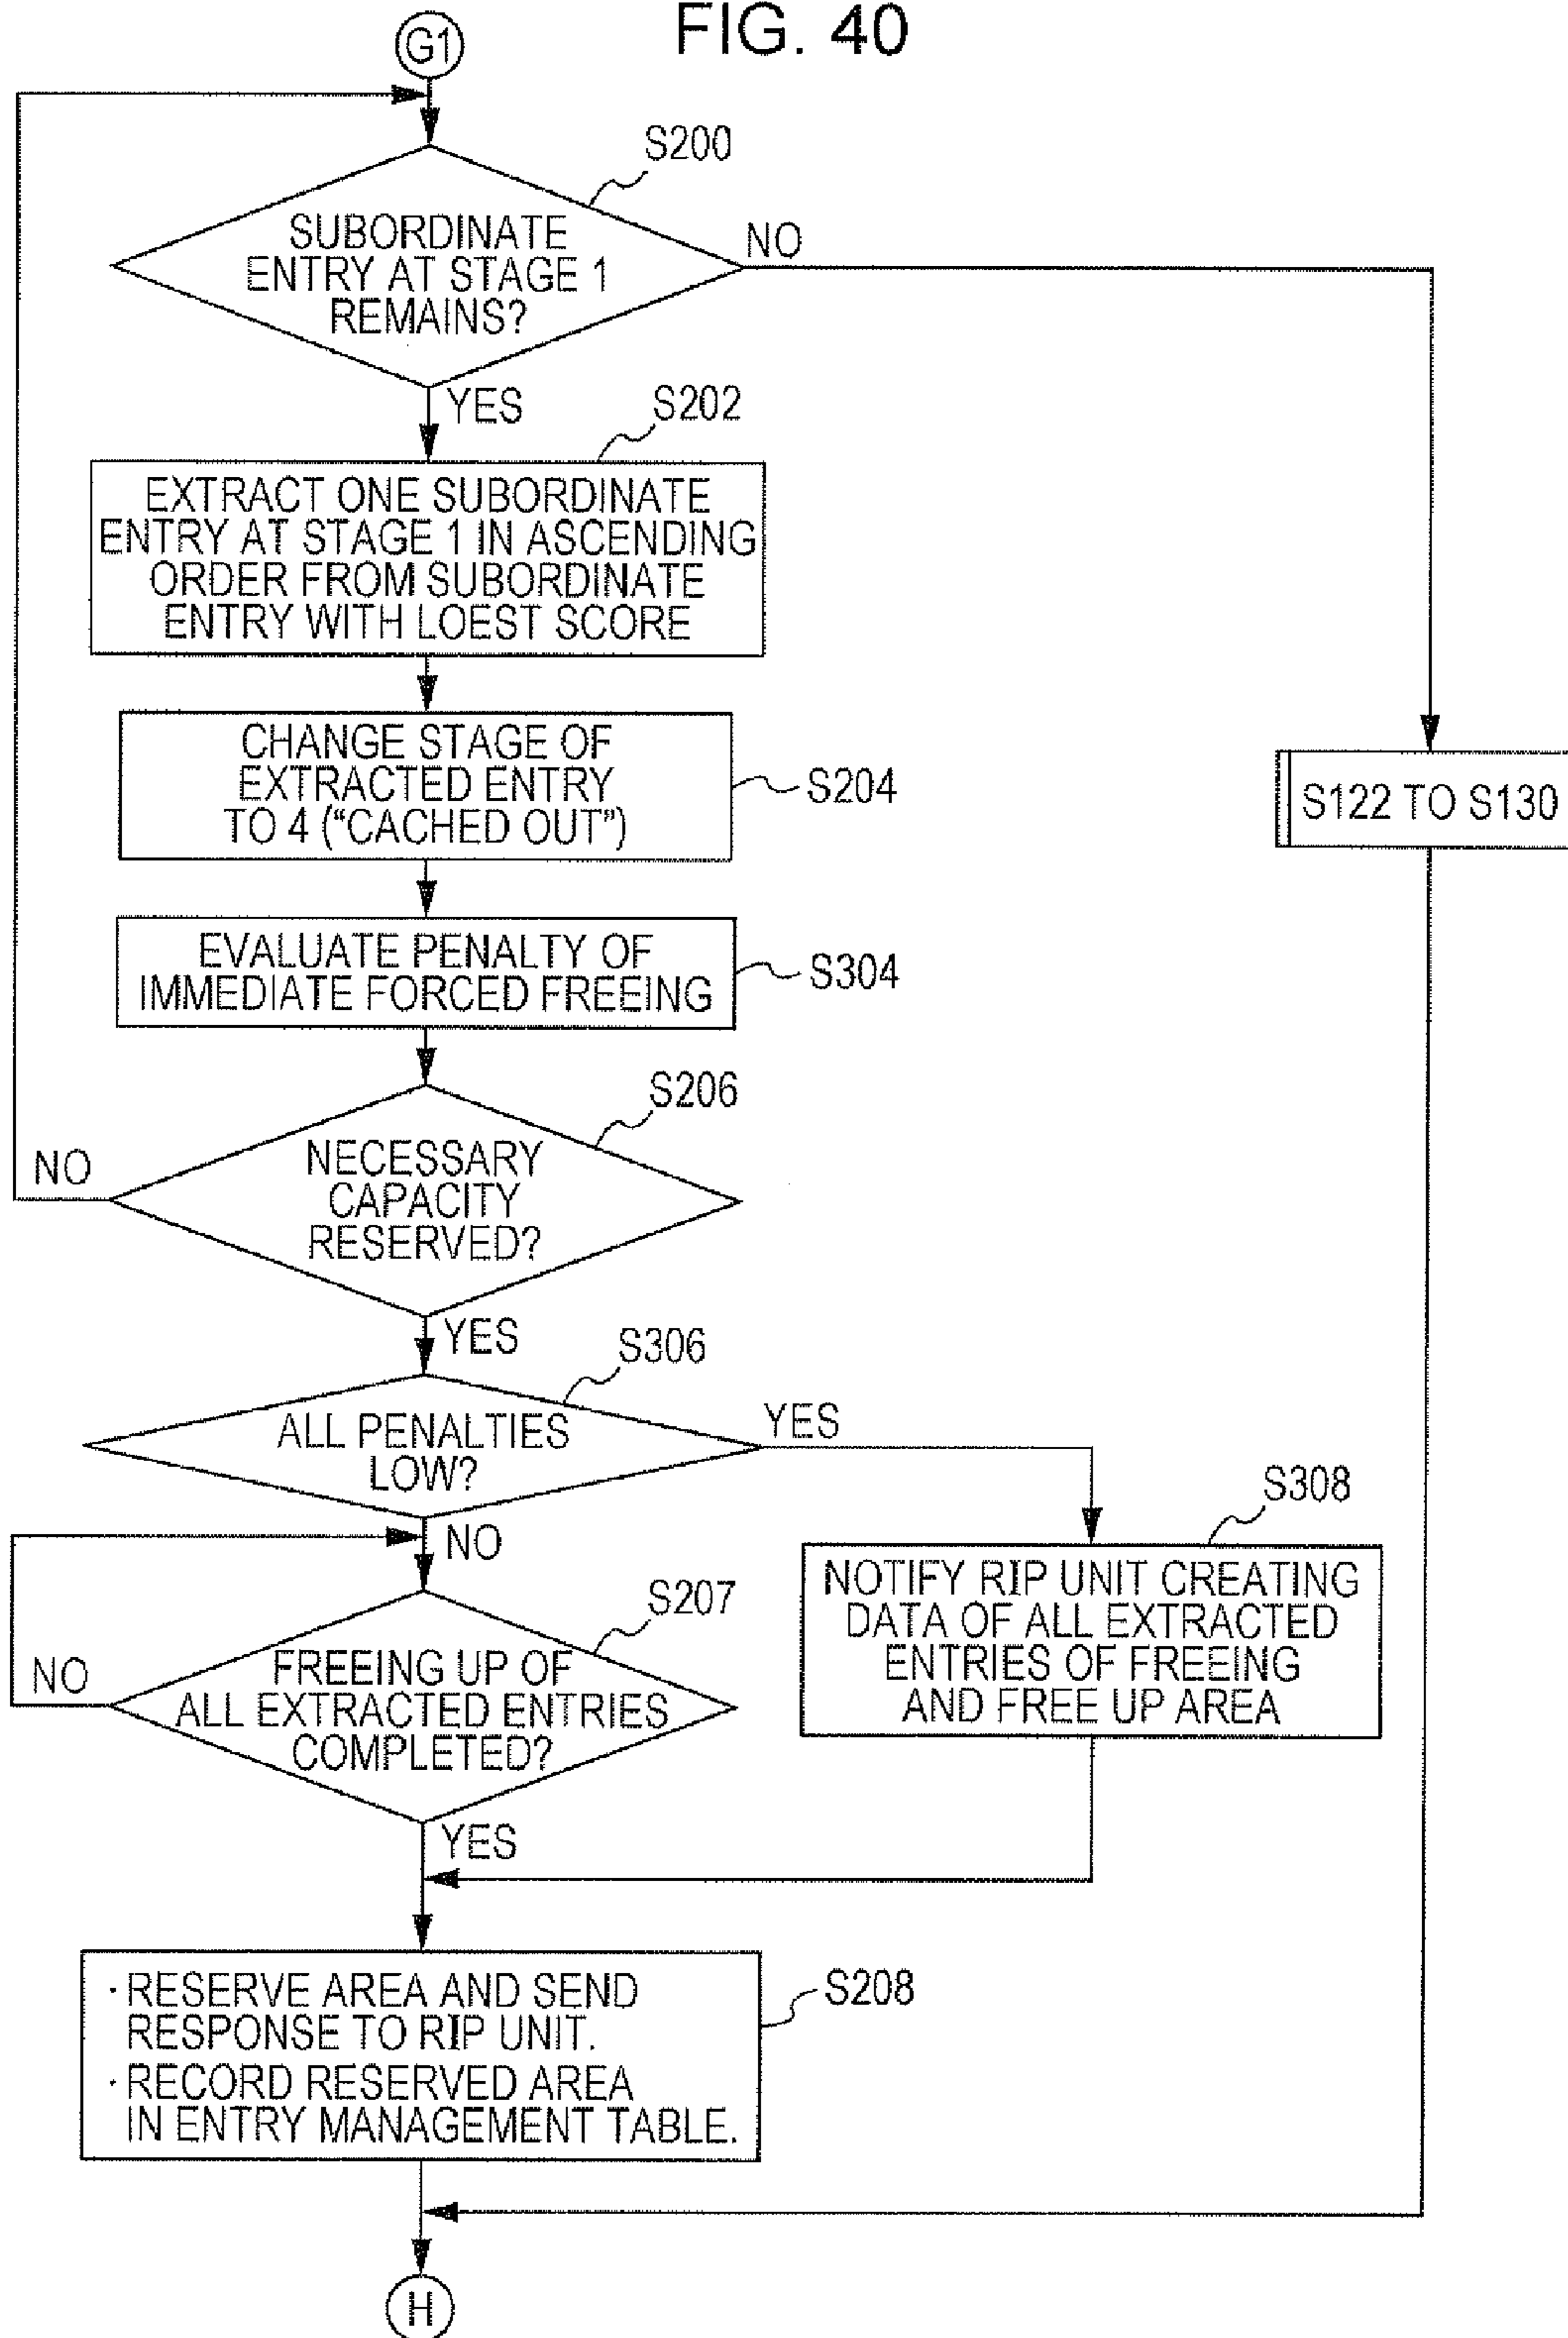 FIG. 40
G1
S200
SUBORDINATE
ENTRY AT STAGE 1
REMAINS?
NO
YES
S202
EXTRACT ONE SUBORDINATE
ENTRY AT STAGE 1 IN ASCENDING
ORDER FROM SUBORDINATE
ENTRY WITH LOEST SCORE
CHANGE STAGE OF
EXTRACTED ENTRY
TO 4 (“CACHED OUT”)
S204
S122 TO S130
EVALUATE PENALTY OF
IMMEDIATE FORCED FREEING
S304
S206
NECESSARY
CAPACITY
RESERVED?
NO
YES
S306
ALL PENALTIES
LOW?
YES
NO
S308
NOTIFY RIP UNIT CREATING
DATA OF ALL EXTRACTED
ENTRIES OF FREEING
AND FREE UP AREA
S207
FREEING UP OF
ALL EXTRACTED ENTRIES
COMPLETED?
NO
YES
· RESERVE AREA AND SEND
RESPONSE TO RIP UNIT.
· RECORD RESERVED AREA
IN ENTRY MANAGEMENT TABLE.
S208
H